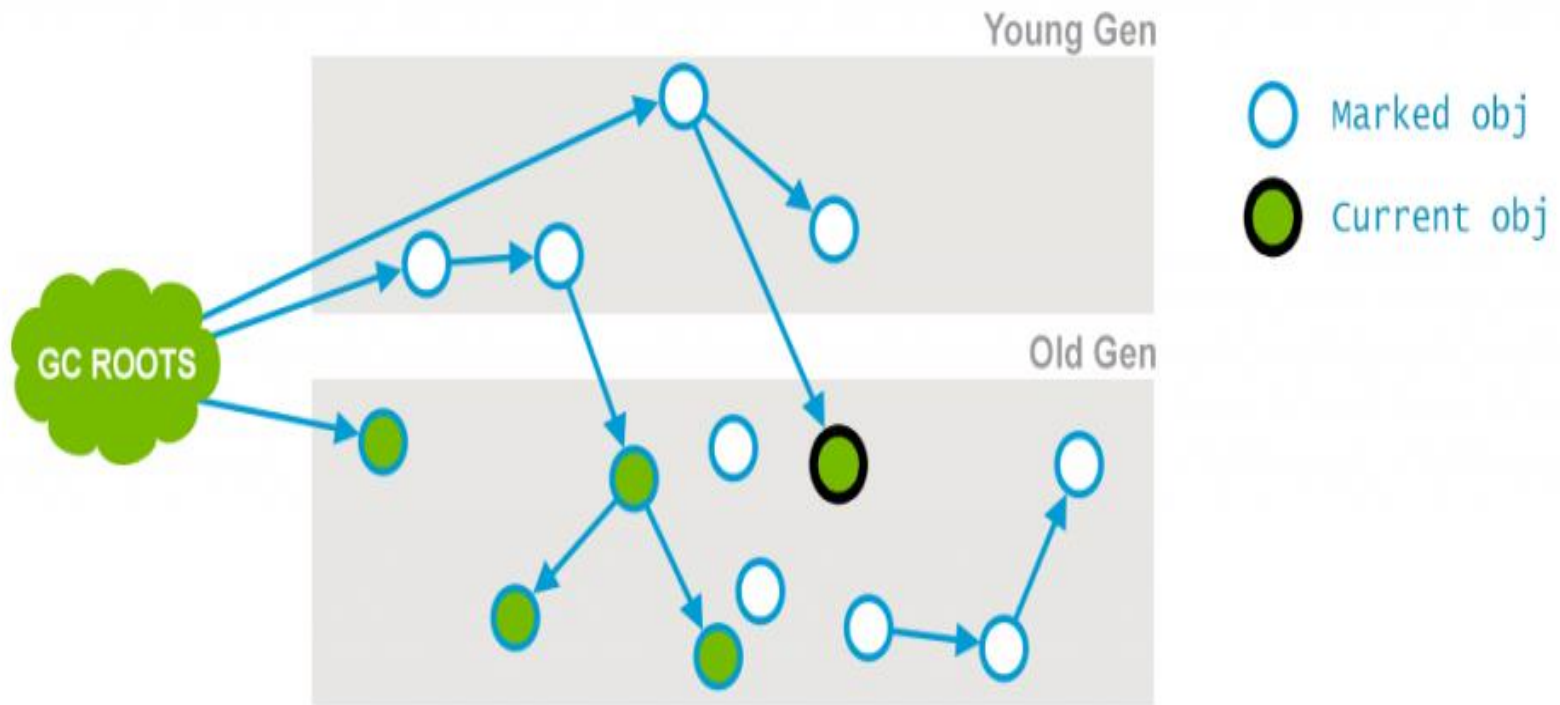 Young Gen
Marked obj
Current obj
GC ROOTS
Old Gen